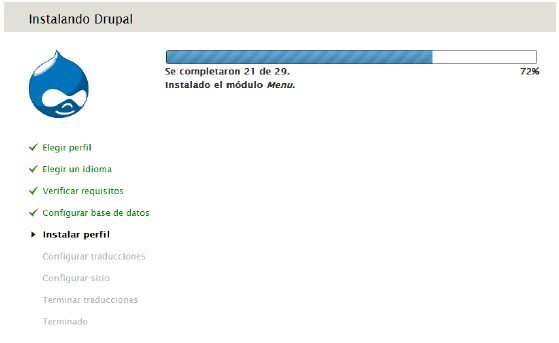 Instalando Drupal
Se completaron 21 de 29.
72%
Instalado el módulo Menu.
Elegir perfil
Elegir un idioma
Verificar requisitos
Configurar base de datos
Instalar perfil
Configurar traducciones
Configurar sitio
Terminar traducciones
Terminado